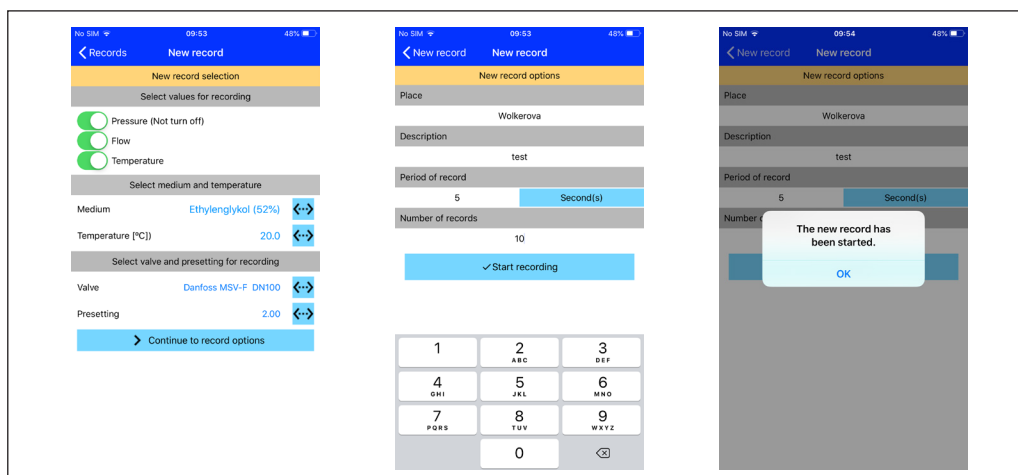 No SIM 09:53 48%
Records New record
New record selection
Select values for recording
Pressure (Not turn off)
Flow
Temperature
Select medium and temperature
Medium Ethylenglykol (52%)
Temperature [ºC]) 20.0
Select valve and presetting for recording
Valve Danfoss MSV-F DN100
Presetting 2.00
Continue to record options
No SIM 09:53 48%
New record New record
New record options
Place
Wolkerova
Description
test
Period of record
5 Second(s)
Number of records
10
Start recording
1 2 3
ABC DEF
4 5 6
GHI JKL MNO
7 8 9
PQRS TUV WXYZ
0
No SIM 09:54 48%
New record New record
New record options
Place
Wolkerova
Description
test
Period of record
5 Second(s)
Number
The new record has
been started.
OK